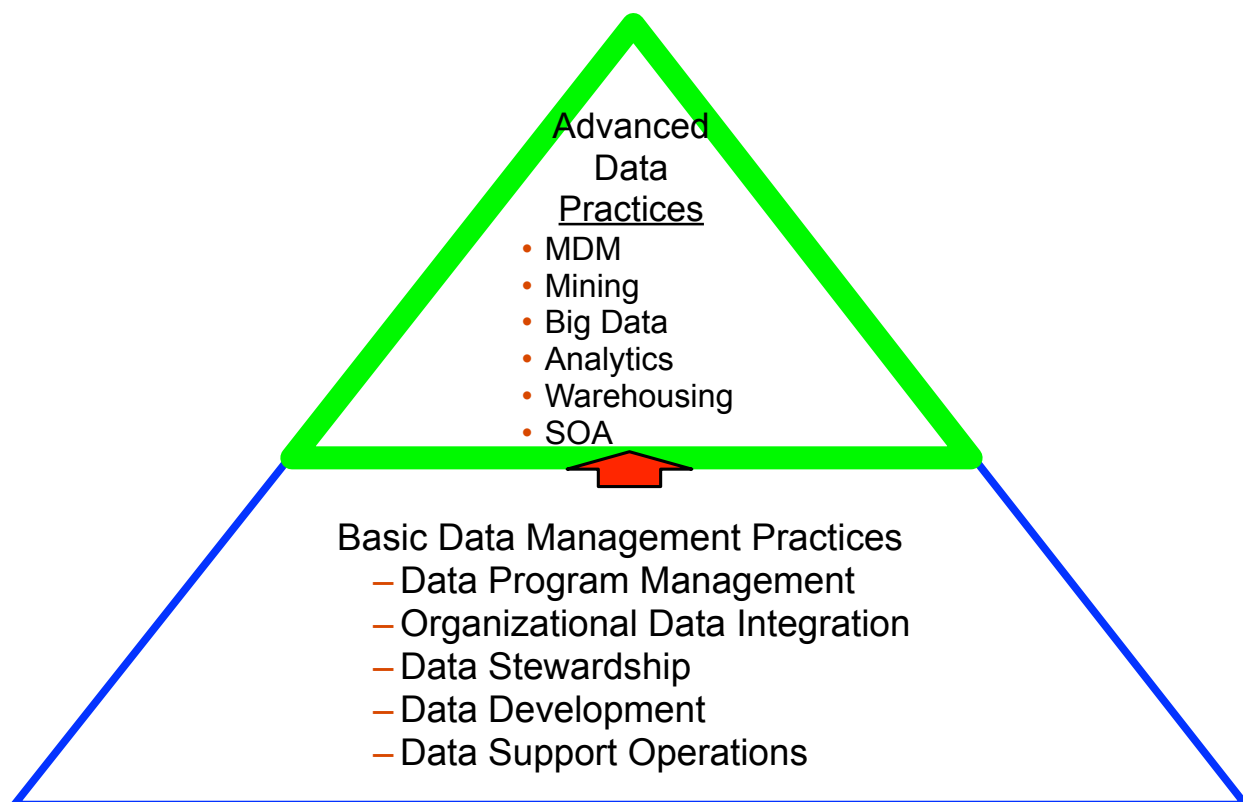 Advanced
Data
Practices
• MDM
• Mining
• Big Data
• Analytics
• Warehousing
• SOA
Basic Data Management Practices
– Data Program Management
– Organizational Data Integration
– Data Stewardship
– Data Development
– Data Support Operations